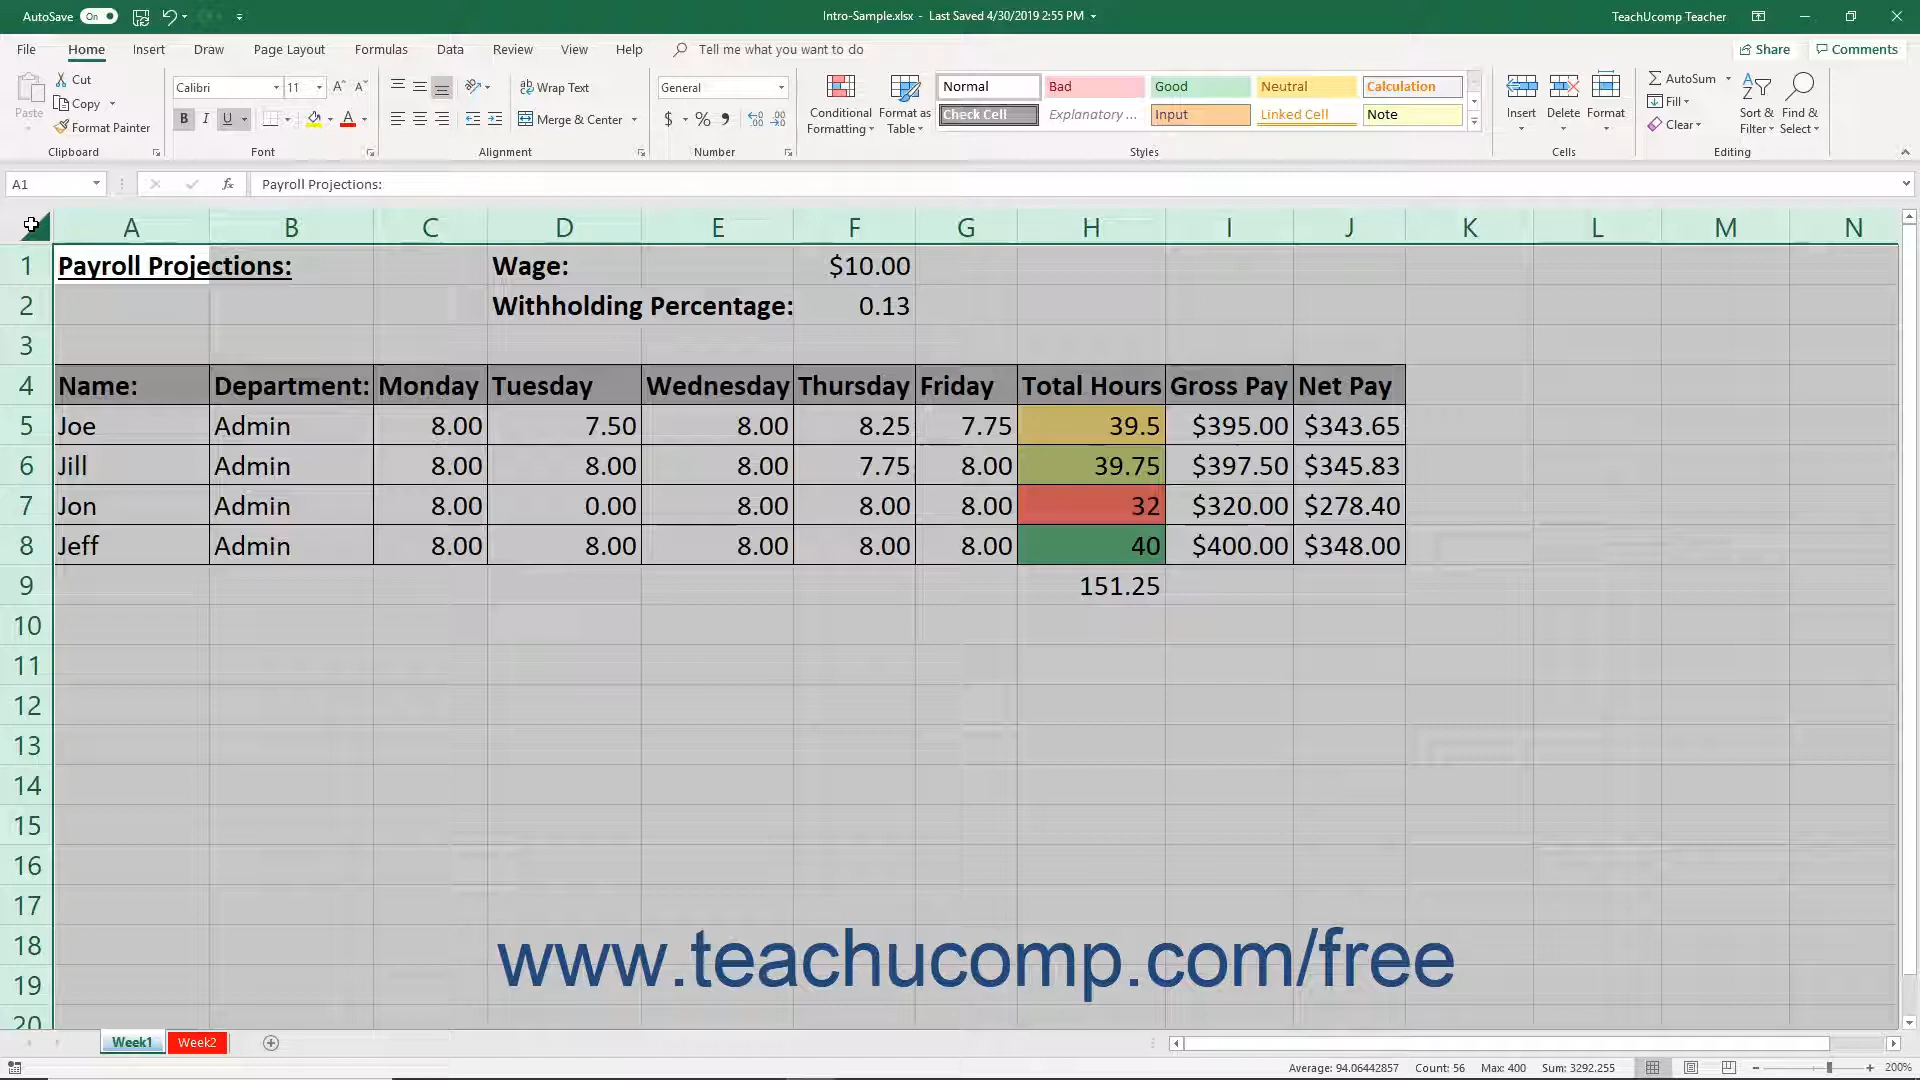 AutoSave On Intro-Sample.xlsx - Last Saved 4/30/2019 2:55 PM TeachUcomp Teacher
File Home Insert Draw Page Layout Formulas Data Review View Help Tell me what you want to do Share Comments
Paste Cut Copy Format Painter
Clipboard
Calibri 11
B I U
Font
Wrap Text
Merge & Center
Alignment
General
$ % ,
Number
Conditional Formatting
Format as Table
Normal Bad Good Neutral Calculation
Check Cell Explanatory ... Input Linked Cell Note
Styles
Insert Delete Format
Cells
AutoSum
Fill
Clear
Sort & Filter
Find & Select
Editing
A1 fx Payroll Projections:
A B C D E F G H I J K L M N
1 Payroll Projections: Wage: $10.00
2 Withholding Percentage: 0.13
3
4 Name: Department: Monday Tuesday Wednesday Thursday Friday Total Hours Gross Pay Net Pay
5 Joe Admin 8.00 7.50 8.00 8.25 7.75 39.5 $395.00 $343.65
6 Jill Admin 8.00 8.00 8.00 7.75 8.00 39.75 $397.50 $345.83
7 Jon Admin 8.00 0.00 8.00 8.00 8.00 32 $320.00 $278.40
8 Jeff Admin 8.00 8.00 8.00 8.00 8.00 40 $400.00 $348.00
9 151.25
10
11
12
13
14
15
16
17
18
www.teachucomp.com/free
19
20
Week1 Week2
Average: 94.06442857 Count: 56 Max: 400 Sum: 3292.255 200%